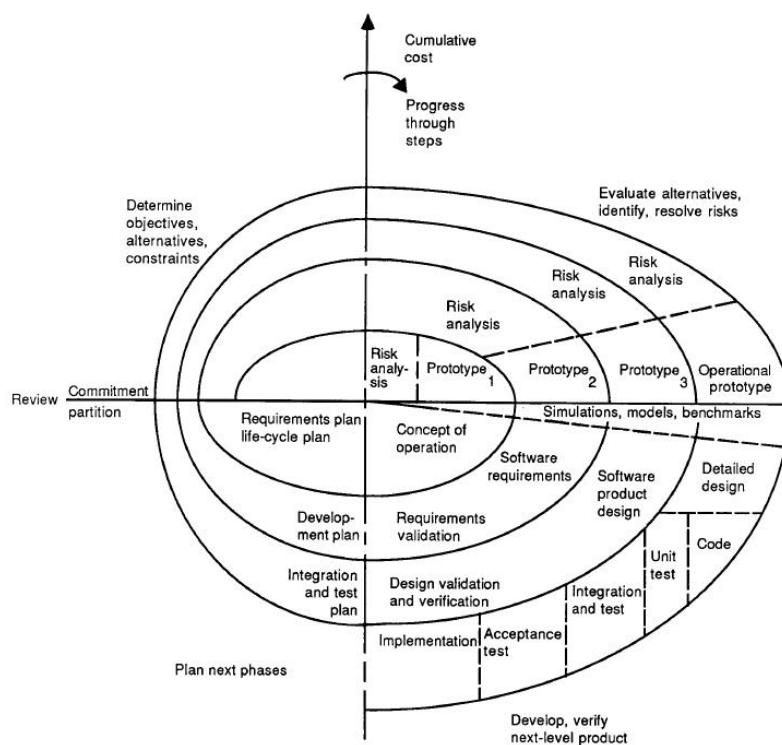 Cumulative
cost
Progress
through
steps
Determine
objectives,
alternatives,
constraints
Evaluate alternatives,
identify, resolve risks
Risk
analysis
Risk
analysis
Risk
analysis
Risk
analy-
sis
Prototype 1
Prototype 2
Prototype 3
Operational
prototype
Review
Commitment
partition
Simulations, models, benchmarks
Requirements plan
life-cycle plan
Concept of
operation
Software
requirements
Software
product
design
Detailed
design
Develop-
ment plan
Requirements
validation
Integration
and test
plan
Design validation
and verification
Integration
and test
Unit
test
Code
Implementation
Acceptance
test
Plan next phases
Develop, verify
next-level product